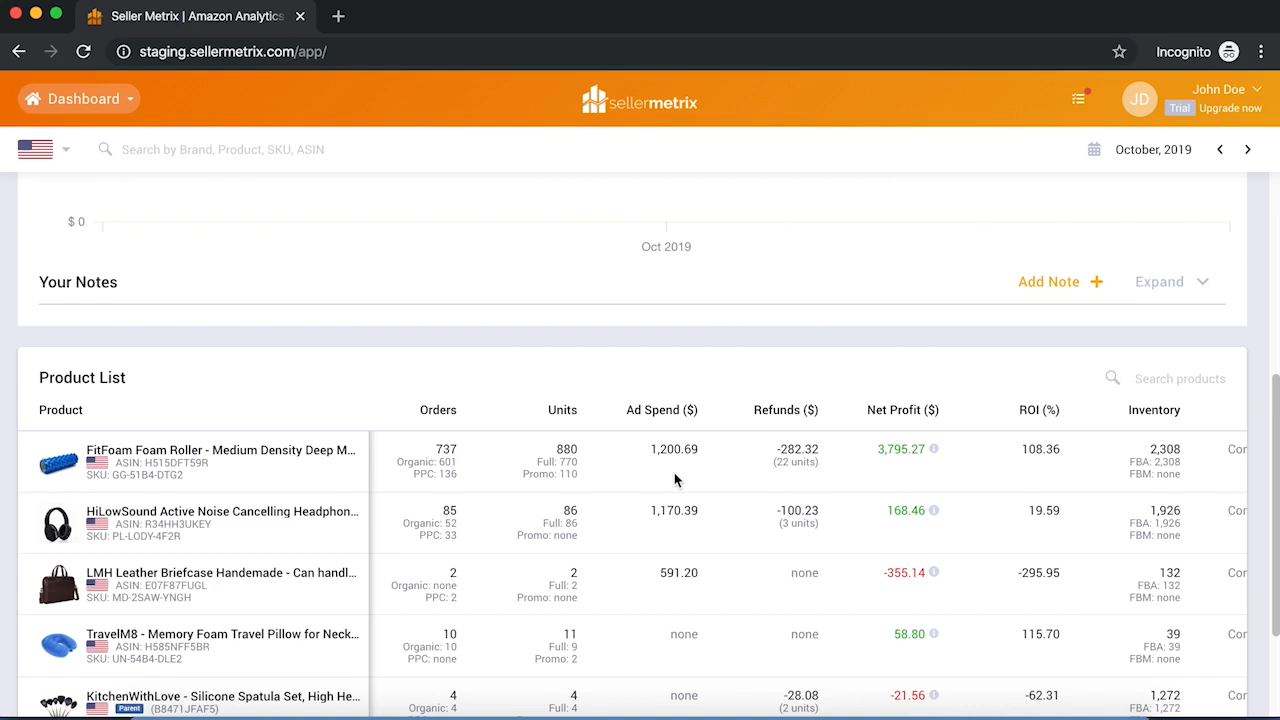 Seller Metrix | Amazon Analytics
staging.sellermetrix.com/app/
Incognito
Dashboard
sellermetrix
JD
John Doe
Trial
Upgrade now
Search by Brand, Product, SKU, ASIN
October, 2019
$ 0
Oct 2019
Your Notes
Add Note +
Expand
Product List
Search products
Product Orders Units Ad Spend ($) Refunds ($) Net Profit ($) ROI (%) Inventory
FitFoam Foam Roller - Medium Density Deep M... 737 880 1,200.69 -282.32 3,795.27 108.36 2,308 Cor
ASIN: H515DFT59R Organic: 601 Full: 770 (22 units) FBA: 2,308
SKU: GG-51B4-DTG2 PPC: 136 Promo: 110 FBM: none
HiLowSound Active Noise Cancelling Headphon... 85 86 1,170.39 -100.23 168.46 19.59 1,926 Cor
ASIN: R34HH3UKEY Organic: 52 Full: 86 (3 units) FBA: 1,926
SKU: PL-LODY-4F2R PPC: 33 Promo: none FBM: none
LMH Leather Briefcase Handmade - Can handl... 2 2 591.20 none -355.14 -295.95 132 Cor
ASIN: E07F87FUGL Organic: none Full: 2 FBA: 132
SKU: MD-2SAW-YNGH PPC: 2 Promo: none FBM: none
TravelM8 - Memory Foam Travel Pillow for Neck... 10 11 none none 58.80 115.70 39 Cor
ASIN: H585NFF5BR Organic: 10 Full: 9 FBA: 39
SKU: UN-54B4-DLE2 PPC: none Promo: 2 FBM: none
KitchenWithLove - Silicone Spatula Set, High He... 4 4 none -28.08 -21.56 -62.31 1,272 Cor
Parent (B8471JFAF5) Organic: 4 Full: 4 (2 units) FBA: 1,272